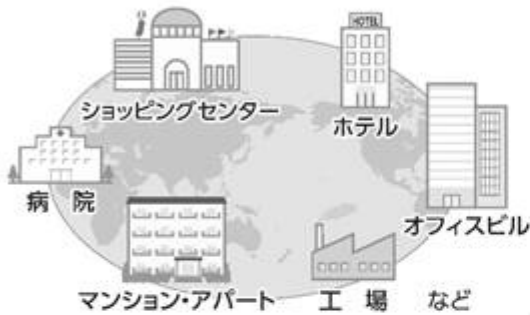 HOTEL
ショッピングセンター
ホテル
病 院
オフィスビル
マンション・アパート
工 場 など